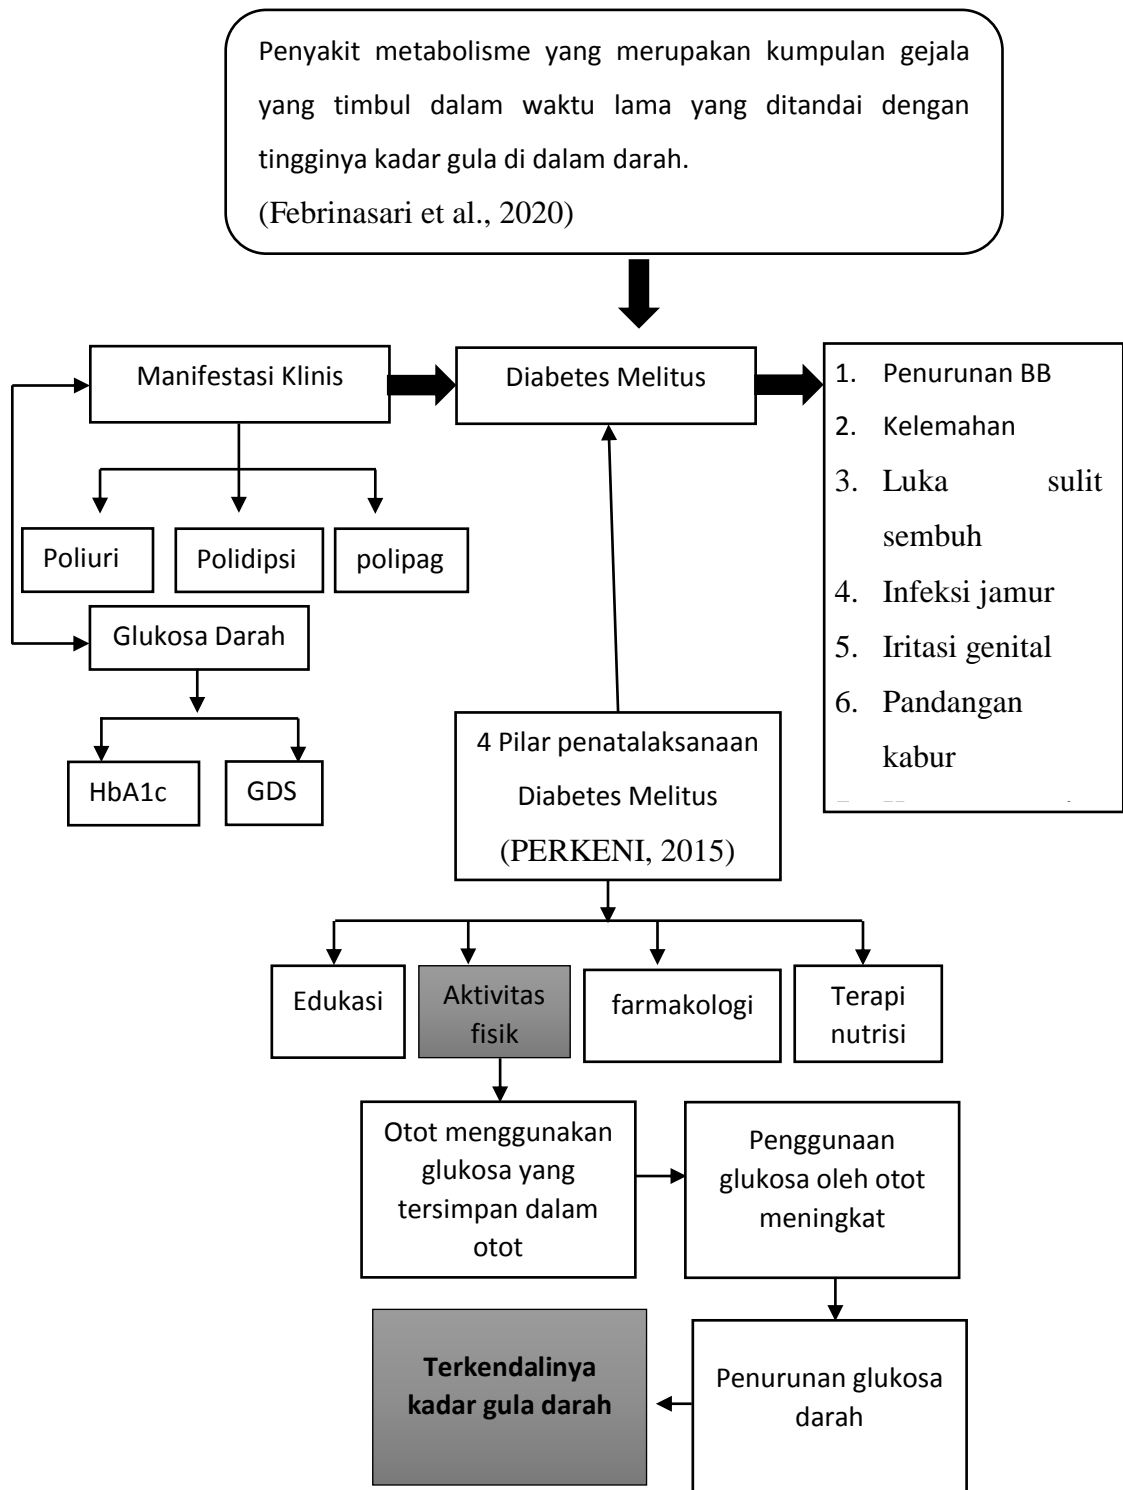 Penyakit metabolisme yang merupakan kumpulan gejala
yang timbul dalam waktu lama yang ditandai dengan
tingginya kadar gula di dalam darah.
(Febrinasari et al., 2020)
Manifestasi Klinis
Diabetes Melitus
1. Penurunan BB
2. Kelemahan
3. Luka sulit
sembuh
4. Infeksi jamur
5. Iritasi genital
6. Pandangan
kabur
Poliuri
Polidipsi
polipag
Glukosa Darah
HbA1c
GDS
4 Pilar penatalaksanaan
Diabetes Melitus
(PERKENI, 2015)
Edukasi
Aktivitas
fisik
farmakologi
Terapi
nutrisi
Otot menggunakan
glukosa yang
tersimpan dalam
otot
Penggunaan
glukosa oleh otot
meningkat
Terkendalinya
kadar gula darah
Penurunan glukosa
darah